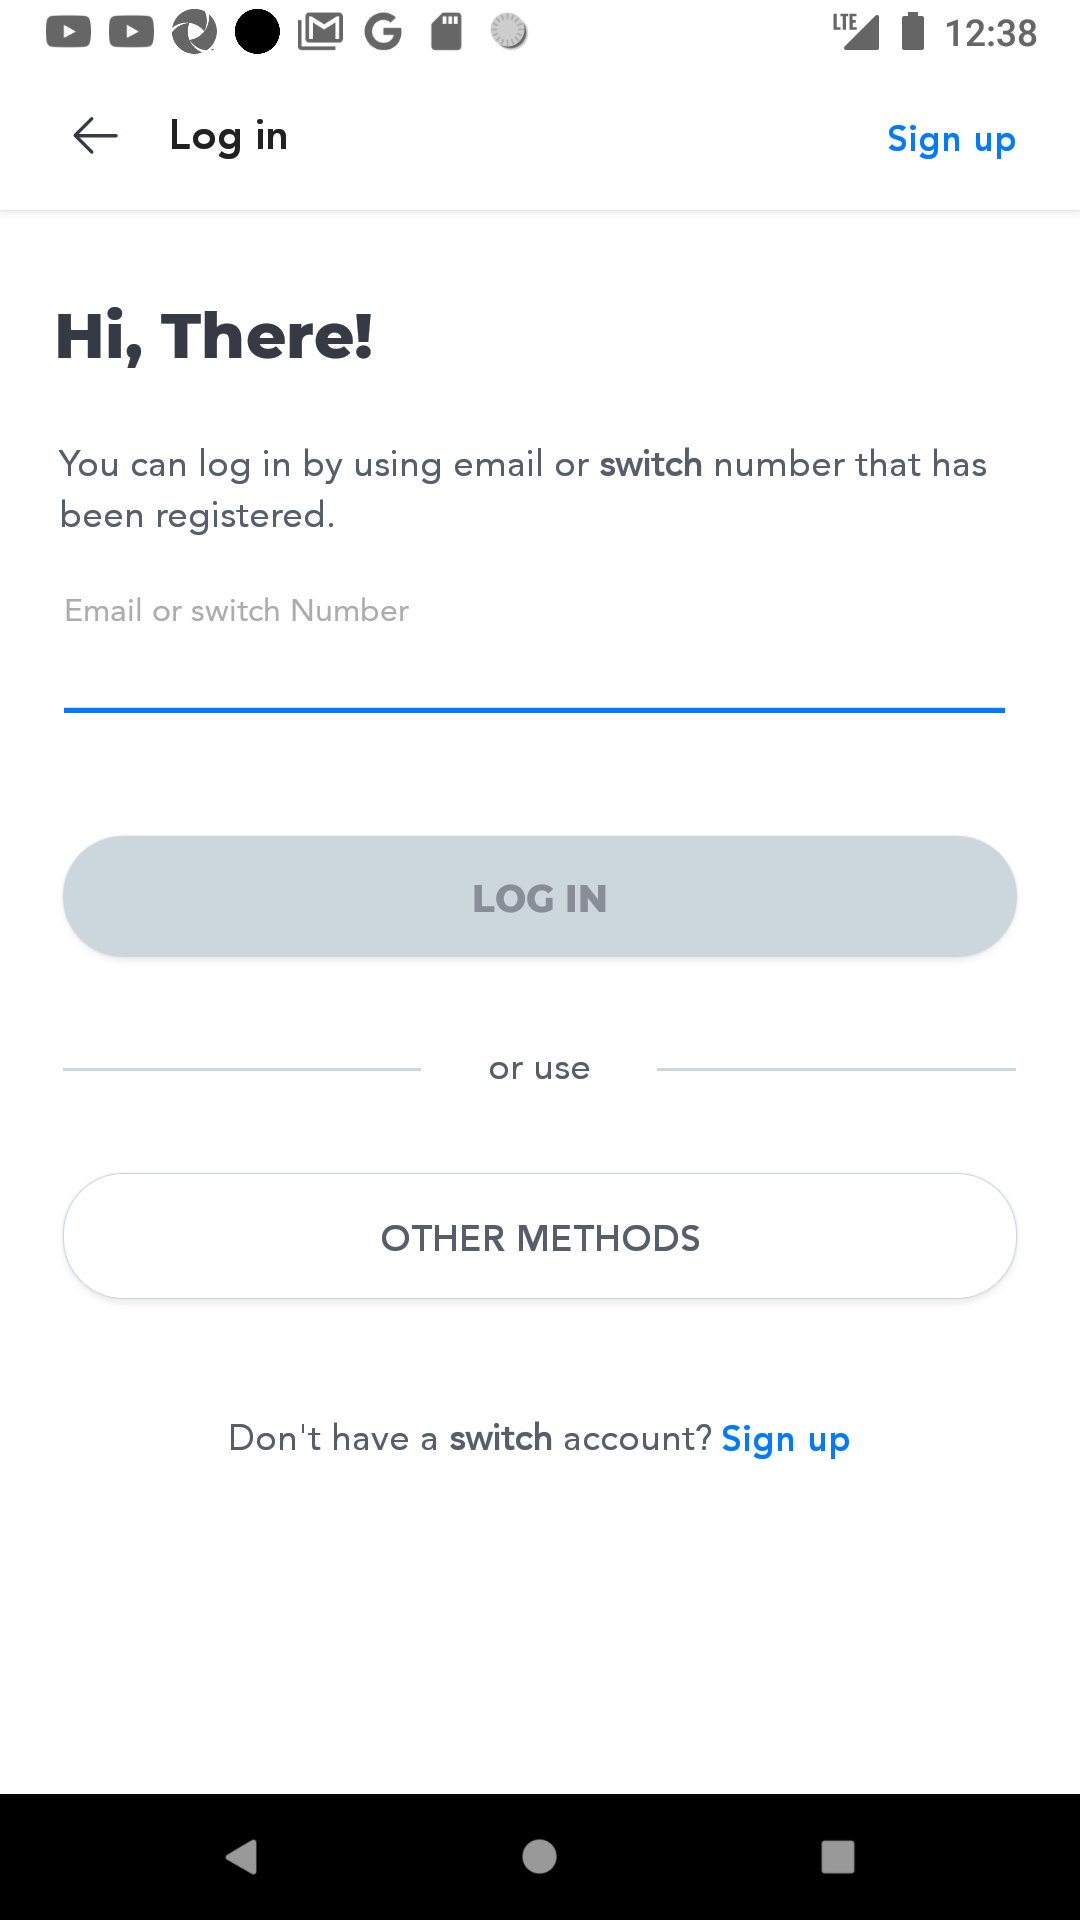 LTE 12:38
Log in
Sign up
Hi, There!
You can log in by using email or switch number that has
been registered.
Email or switch Number
LOG IN
or use
OTHER METHODS
Don't have a switch account? Sign up